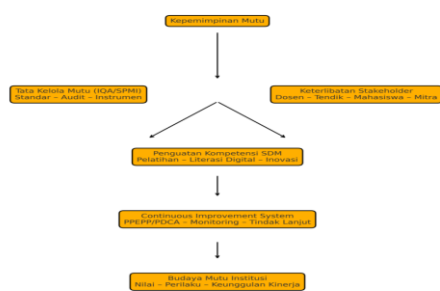 Kepemimpinan Mutu
Tata Kelola Mutu (IQA/SPMI)
Standar – Audit – Instrumen
Keterlibatan Stakeholder
Dosen – Tendik – Mahasiswa – Mitra
Penguatan Kompetensi SDM
Pelatihan – Literasi Digital – Inovasi
Continuous Improvement System
PPEPP/PDCA – Monitoring – Tindak Lanjut
Budaya Mutu Institusi
Nilai – Perilaku – Keunggulan Kinerja